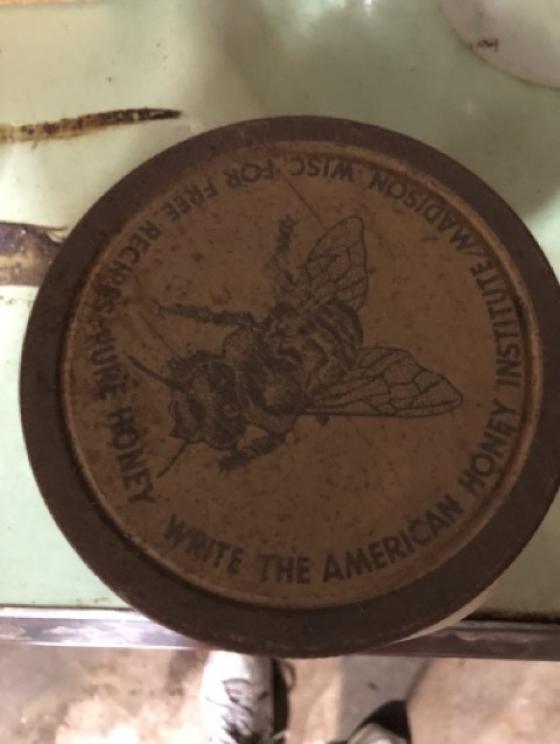 PURE HONEY
WRITE THE AMERICAN HONEY INSTITUTE, MADISON, WISC. FOR FREE RECIPES